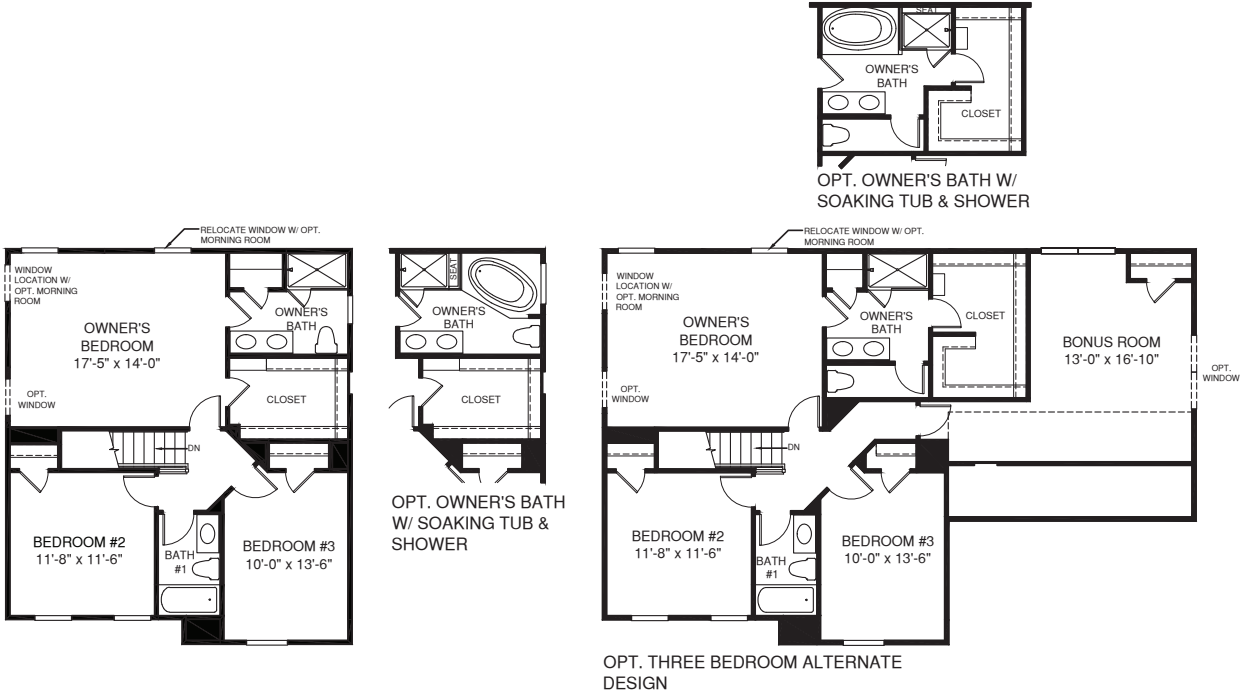 SEAT
OWNER'S
BATH
CLOSET
OPT. OWNER'S BATH W/
SOAKING TUB & SHOWER
RELOCATE WINDOW W/ OPT.
MORNING ROOM
WINDOW
LOCATION W/
OPT. MORNING
ROOM
OWNER'S
BEDROOM
17'-5" x 14'-0"
OWNER'S
BATH
OPT.
WINDOW
CLOSET
DN
BEDROOM #2
11'-8" x 11'-6"
BATH
#1
BEDROOM #3
10'-0" x 13'-6"
SEAT
OWNER'S
BATH
CLOSET
OPT. OWNER'S BATH
W/ SOAKING TUB &
SHOWER
RELOCATE WINDOW W/ OPT.
MORNING ROOM
WINDOW
LOCATION W/
OPT. MORNING
ROOM
OWNER'S
BEDROOM
17'-5" x 14'-0"
OWNER'S
BATH
CLOSET
BONUS ROOM
13'-0" x 16'-10"
OPT.
WINDOW
OPT.
WINDOW
DN
BEDROOM #2
11'-8" x 11'-6"
BATH
#1
BEDROOM #3
10'-0" x 13'-6"
OPT. THREE BEDROOM ALTERNATE
DESIGN